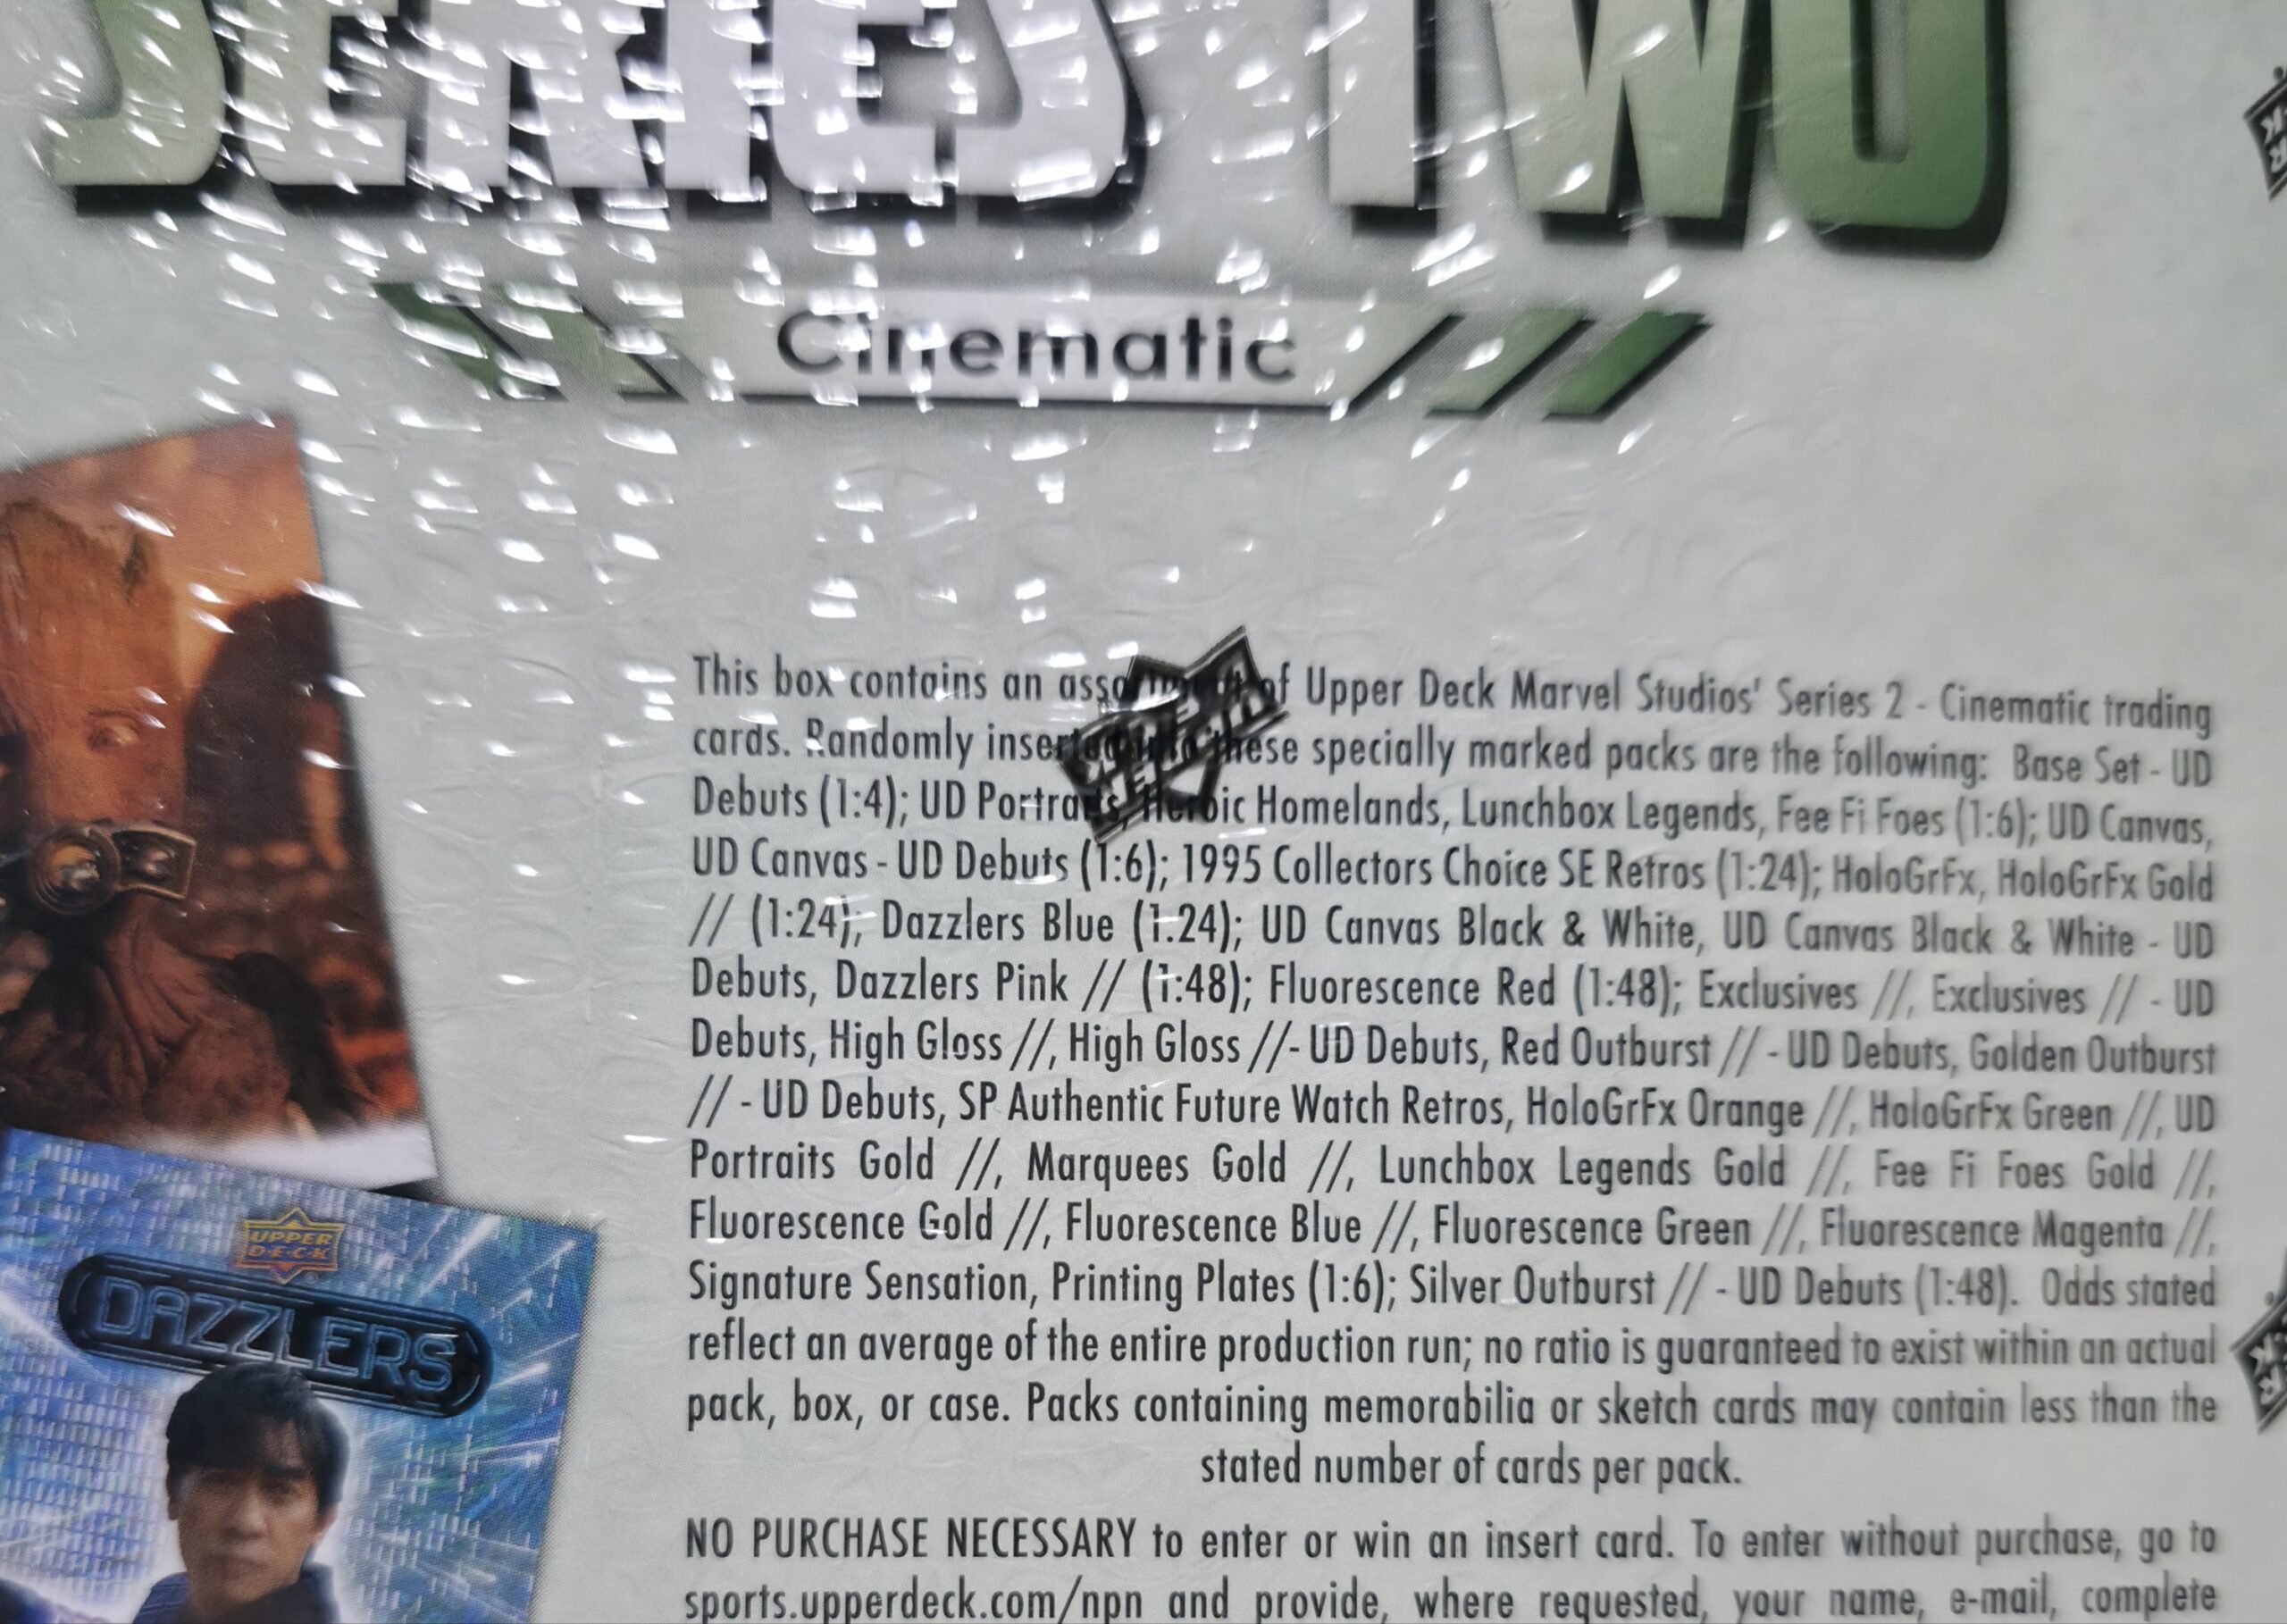 SERIES TWO
Cinematic
This box contains an assortment of Upper Deck Marvel Studios' Series 2 - Cinematic trading
cards. Randomly inserted into these specially marked packs are the following: Base Set - UD
Debuts (1:4); UD Portraits, Heroic Homelands, Lunchbox Legends, Fee Fi Foes (1:6); UD Canvas,
UD Canvas - UD Debuts (1:6); 1995 Collectors Choice SE Retros (1:24); HoloGrFx, HoloGrFx Gold
// (1:24); Dazzlers Blue (1:24); UD Canvas Black & White, UD Canvas Black & White - UD
Debuts, Dazzlers Pink // (1:48); Fluorescence Red (1:48); Exclusives //, Exclusives // - UD
Debuts, High Gloss //, High Gloss //- UD Debuts, Red Outburst // - UD Debuts, Golden Outburst
// - UD Debuts, SP Authentic Future Watch Retros, HoloGrFx Orange //, HoloGrFx Green //, UD
Portraits Gold //, Marquees Gold //, Lunchbox Legends Gold //, Fee Fi Foes Gold //,
Fluorescence Gold //, Fluorescence Blue //, Fluorescence Green //, Fluorescence Magenta //,
Signature Sensation, Printing Plates (1:6); Silver Outburst // - UD Debuts (1:48). Odds stated
reflect an average of the entire production run; no ratio is guaranteed to exist within an actual
pack, box, or case. Packs containing memorabilia or sketch cards may contain less than the
stated number of cards per pack.
NO PURCHASE NECESSARY to enter or win an insert card. To enter without purchase, go to
sports.upperdeck.com/npn and provide, where requested, your name, e-mail, complete
UPPER
D·E·C·K
DAZZLERS